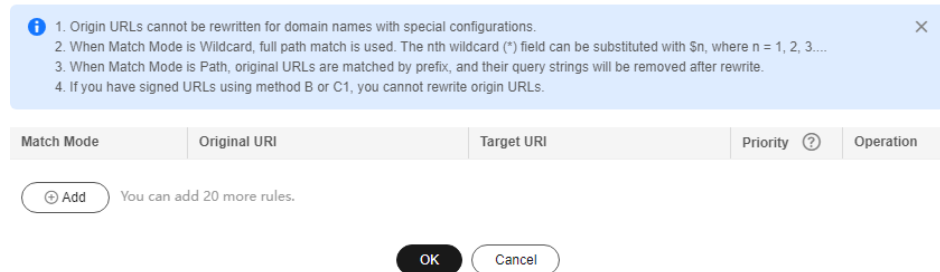 1. Origin URLs cannot be rewritten for domain names with special configurations.
2. When Match Mode is Wildcard, full path match is used. The nth wildcard (*) field can be substituted with $n, where n = 1, 2, 3....
3. When Match Mode is Path, original URLs are matched by prefix, and their query strings will be removed after rewrite.
4. If you have signed URLs using method B or C1, you cannot rewrite origin URLs.
Match Mode Original URI Target URI Priority ? Operation
Add You can add 20 more rules.
OK Cancel